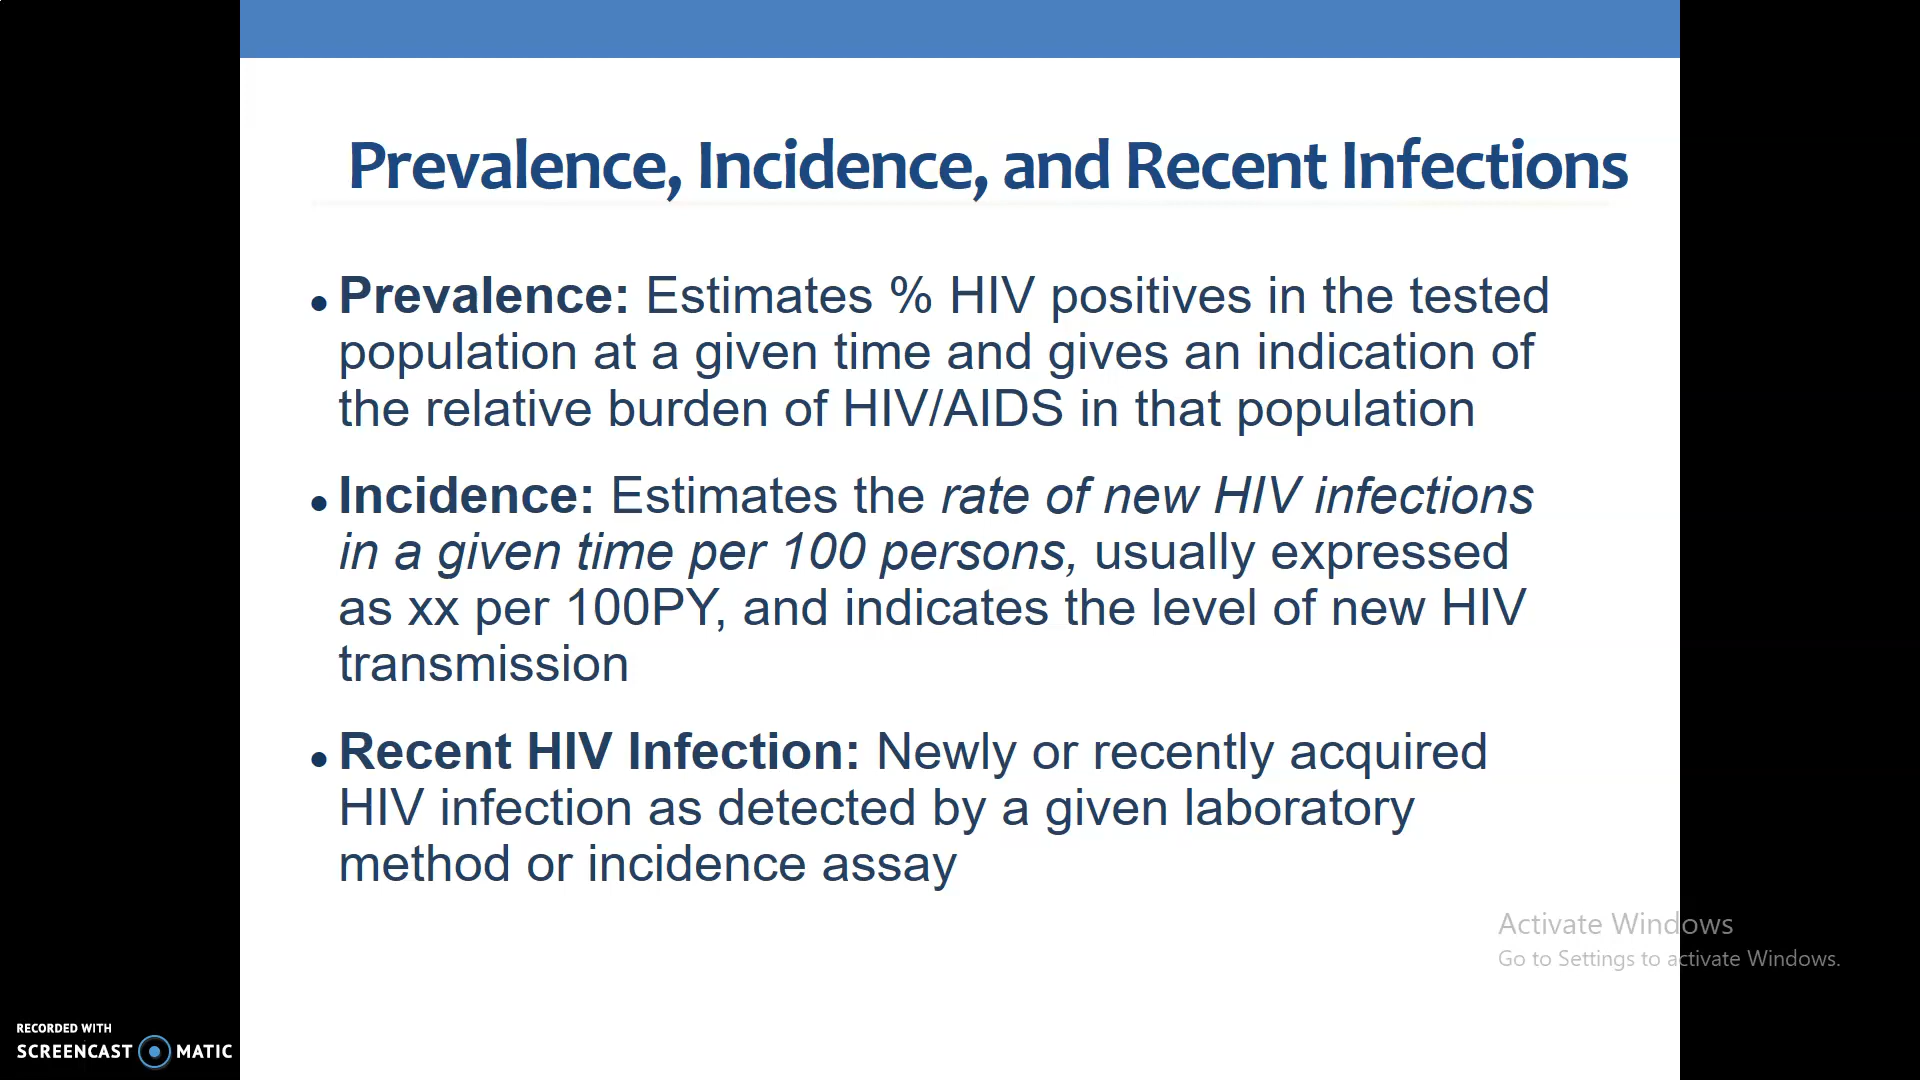 Prevalence, Incidence, and Recent Infections
• Prevalence: Estimates % HIV positives in the tested
population at a given time and gives an indication of
the relative burden of HIV/AIDS in that population
• Incidence: Estimates the rate of new HIV infections
in a given time per 100 persons, usually expressed
as xx per 100PY, and indicates the level of new HIV
transmission
• Recent HIV Infection: Newly or recently acquired
HIV infection as detected by a given laboratory
method or incidence assay
Activate Windows
Go to Settings to activate Windows.
RECORDED WITH
SCREENCAST MATIC